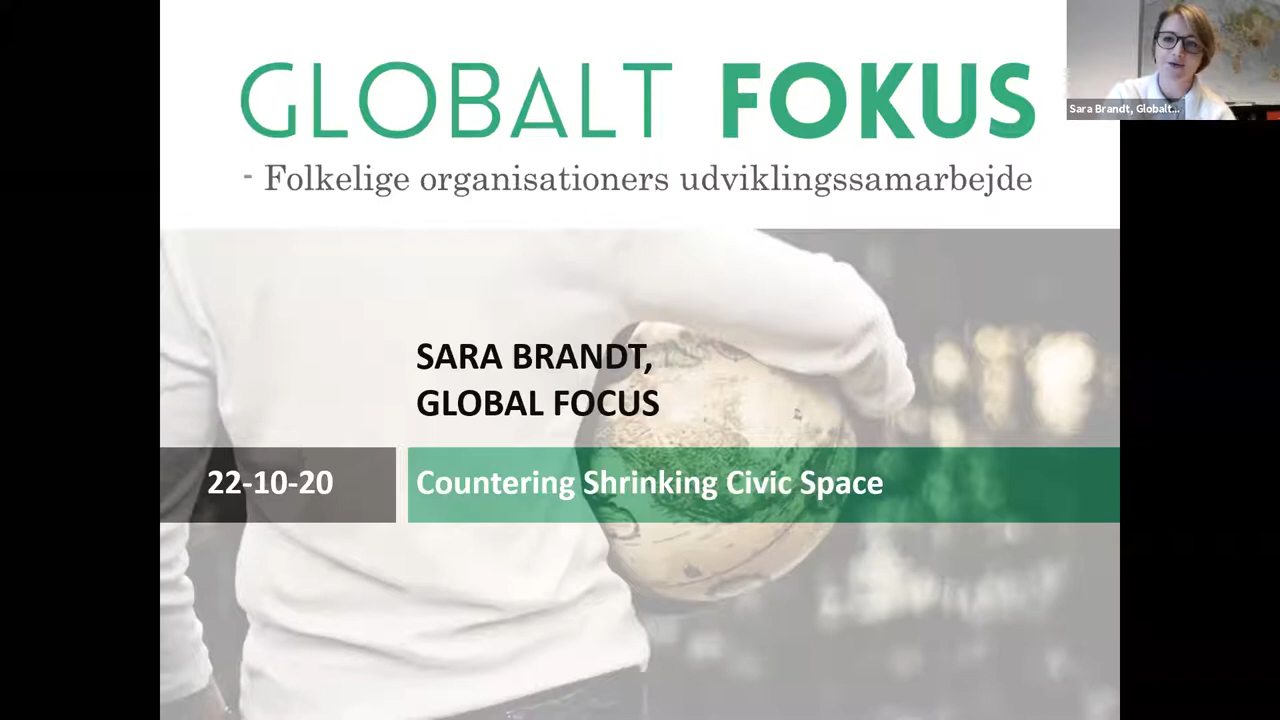 GLOBALT FOKUS
- Folkelige organisationers udviklingssamarbejde
Sara Brandt, Globalt...
SARA BRANDT,
GLOBAL FOCUS
22-10-20
Countering Shrinking Civic Space